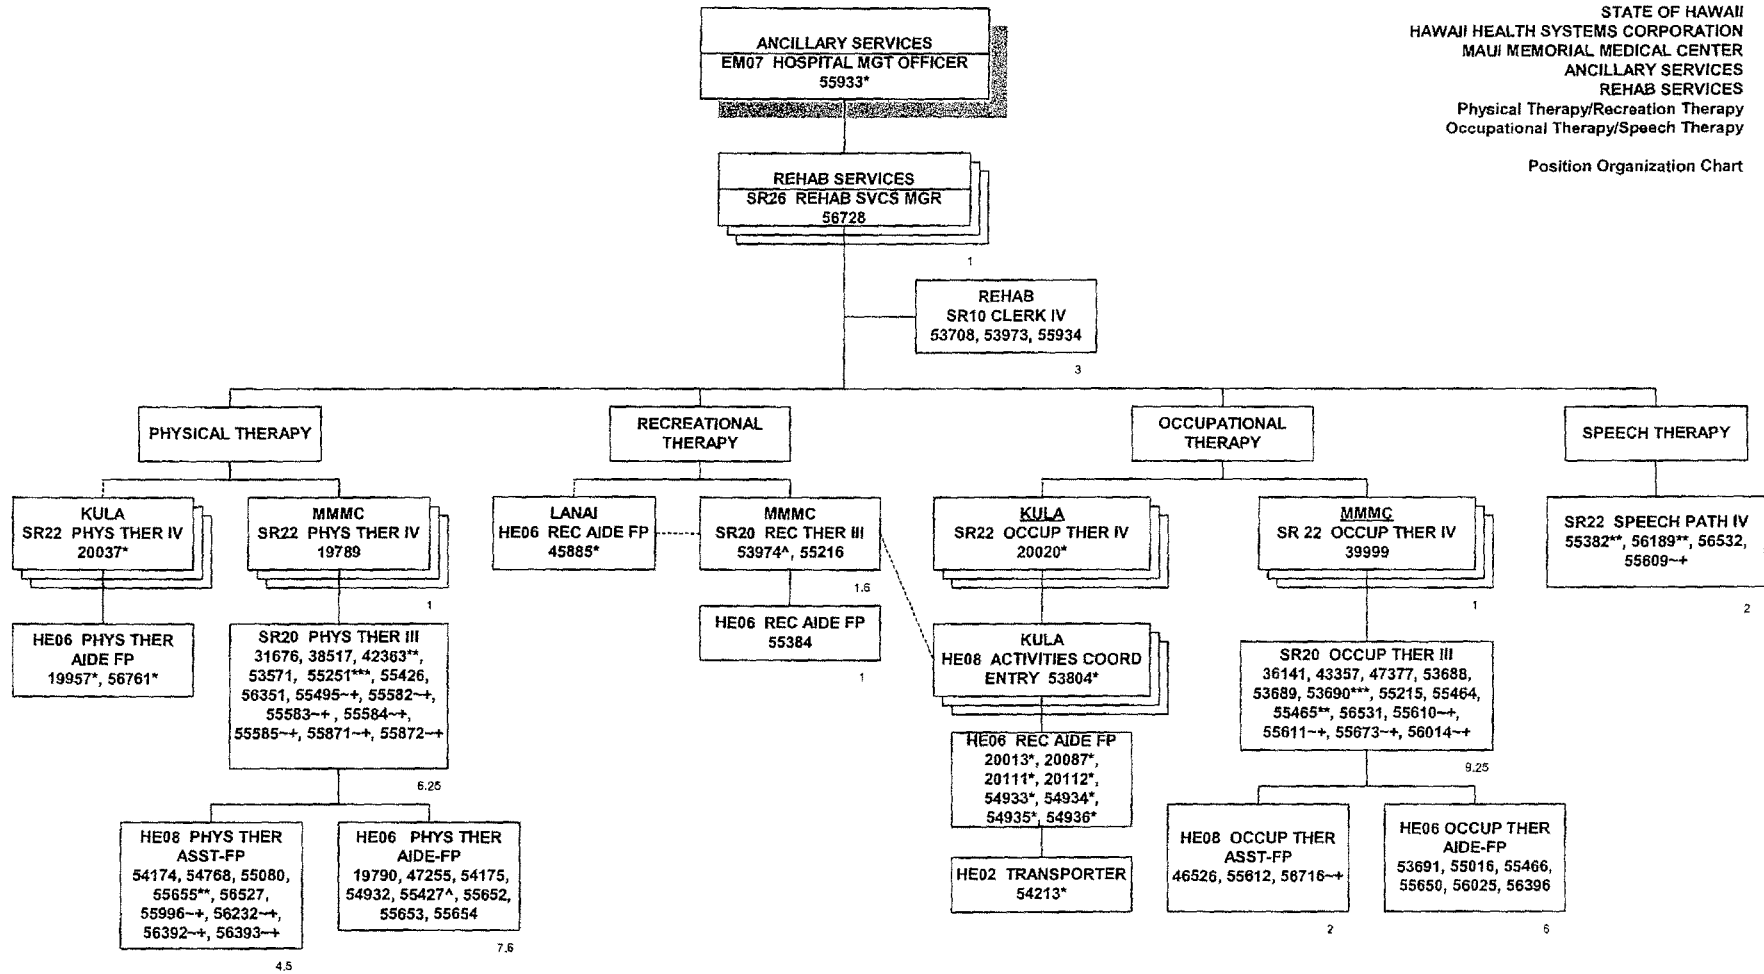 STATE OF HAWAII
HAWAII HEALTH SYSTEMS CORPORATION
MAUI MEMORIAL MEDICAL CENTER
ANCILLARY SERVICES
REHAB SERVICES
Physical Therapy/Recreation Therapy
Occupational Therapy/Speech Therapy
Position Organization Chart
ANCILLARY SERVICES
EM07 HOSPITAL MGT OFFICER
55933*
REHAB SERVICES
SR26 REHAB SVCS MGR
56728
1
REHAB
SR10 CLERK IV
53708, 53973, 55934
3
PHYSICAL THERAPY
RECREATIONAL
THERAPY
OCCUPATIONAL
THERAPY
SPEECH THERAPY
KULA
SR22 PHYS THER IV
20037*
MMMC
SR22 PHYS THER IV
19789
1
LANAI
HE06 REC AIDE FP
45885*
MMMC
SR20 REC THER III
53974^, 55216
1.6
KULA
SR22 OCCUP THER IV
20020*
MMMC
SR 22 OCCUP THER IV
39999
1
SR22 SPEECH PATH IV
55382**, 56189**, 56532,
55609~+
2
HE06 PHYS THER
AIDE FP
19957*, 56761*
SR20 PHYS THER III
31676, 38517, 42363**,
53571, 55251***, 55426,
56351, 55495~+, 55582~+,
55583~+ , 55584~+,
55585~+, 55871~+, 55872~+
6.25
HE06 REC AIDE FP
55384
1
KULA
HE08 ACTIVITIES COORD
ENTRY 53804*
SR20 OCCUP THER III
36141, 43357, 47377, 53688,
53689, 53690***, 55215, 55464,
55465**, 56531, 55610~+,
55611~+, 55673~+, 56014~+
9.25
HE06 REC AIDE FP
20013*, 20087*,
20111*, 20112*,
54933*, 54934*,
54935*, 54936*
HE02 TRANSPORTER
54213*
HE08 PHYS THER
ASST-FP
54174, 54768, 55080,
55655**, 56527,
55996~+, 56232~+,
56392~+, 56393~+
4.5
HE06 PHYS THER
AIDE-FP
19790, 47255, 54175,
54932, 55427^, 55652,
55653, 55654
7.6
HE08 OCCUP THER
ASST-FP
46526, 55612, 56716~+
2
HE06 OCCUP THER
AIDE-FP
53691, 55016, 55466,
55650, 56025, 56396
6